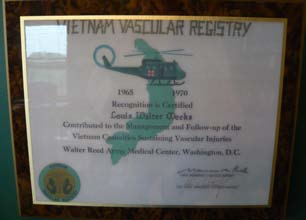 VIETNAM VASCULAR REGISTRY
1965 1970
Recognition is Certified
Louis Walter Weeks
Contributed to the Management and Follow-up of the
Vietnam Casualties Sustaining Vascular Injuries
Walter Reed Army Medical Center, Washington, D.C.